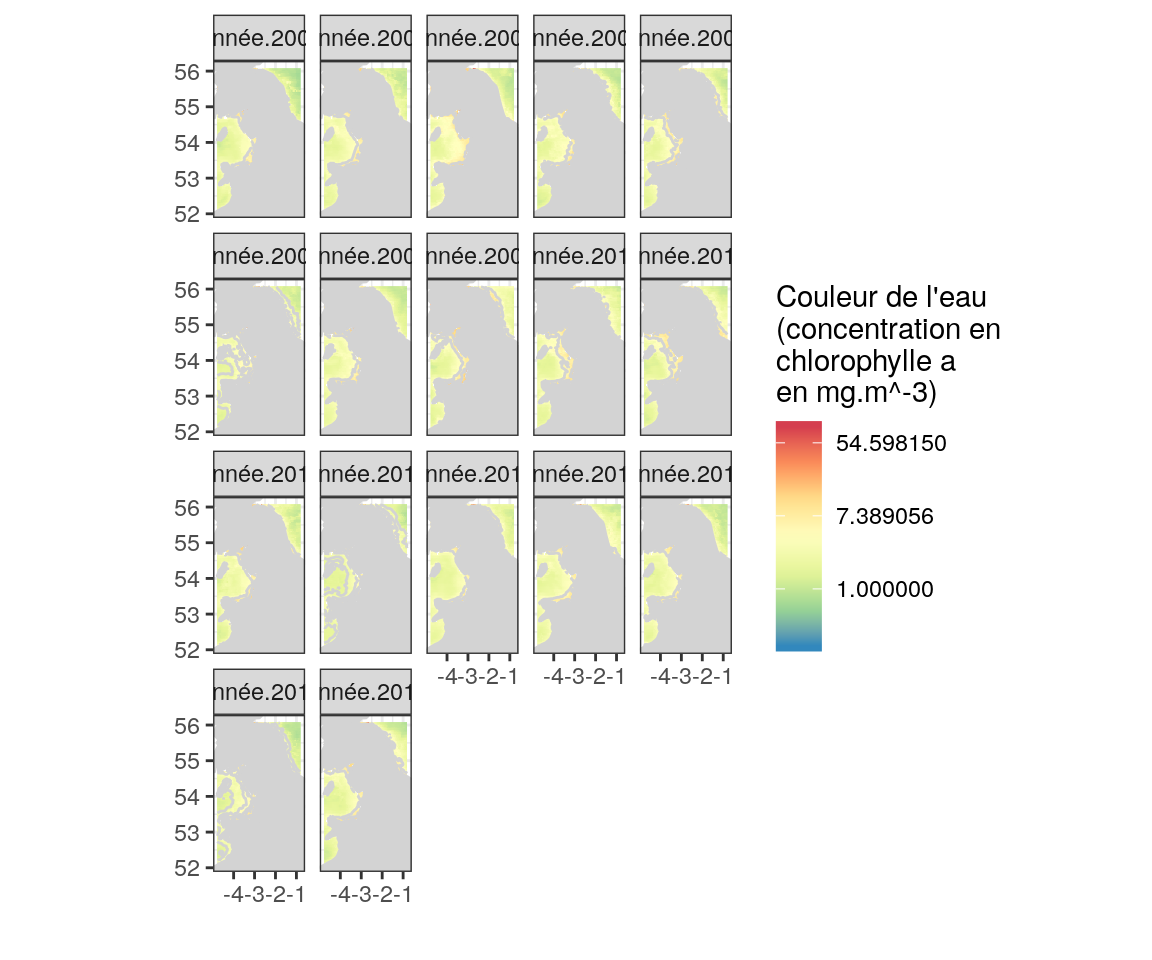 nnée.200 nnée.200 nnée.200 nnée.200 nnée.200
56
55
54
53
52
nnée.200 nnée.200 nnée.200 nnée.201 nnée.201
56
55
54
53
52
Couleur de l'eau
(concentration en
chlorophylle a
en mg.m^-3)
54.598150
7.389056
1.000000
nnée.201 nnée.201 nnée.201 nnée.201 nnée.201
56
55
54
53
52
-4-3-2-1 -4-3-2-1 -4-3-2-1
nnée.201 nnée.201
56
55
54
53
52
-4-3-2-1 -4-3-2-1